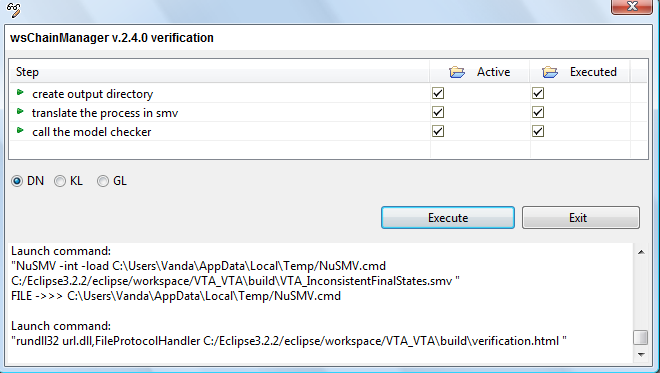 wsChainManager v.2.4.0 verification
Step Active Executed
create output directory
translate the process in smv
call the model checker
DN KL GL
Execute Exit
Launch command:
"NuSMV -int -load C:\Users\Vanda\AppData\Local\Temp/NuSMV.cmd
C:/Eclipse3.2.2/eclipse/workspace/VTA_VTA\build\VTA_InconsistentFinalStates.smv "
FILE ->>> C:\Users\Vanda\AppData\Local\Temp/NuSMV.cmd
Launch command:
"rundll32 url.dll,FileProtocolHandler C:/Eclipse3.2.2/eclipse/workspace/VTA_VTA\build\verification.html "